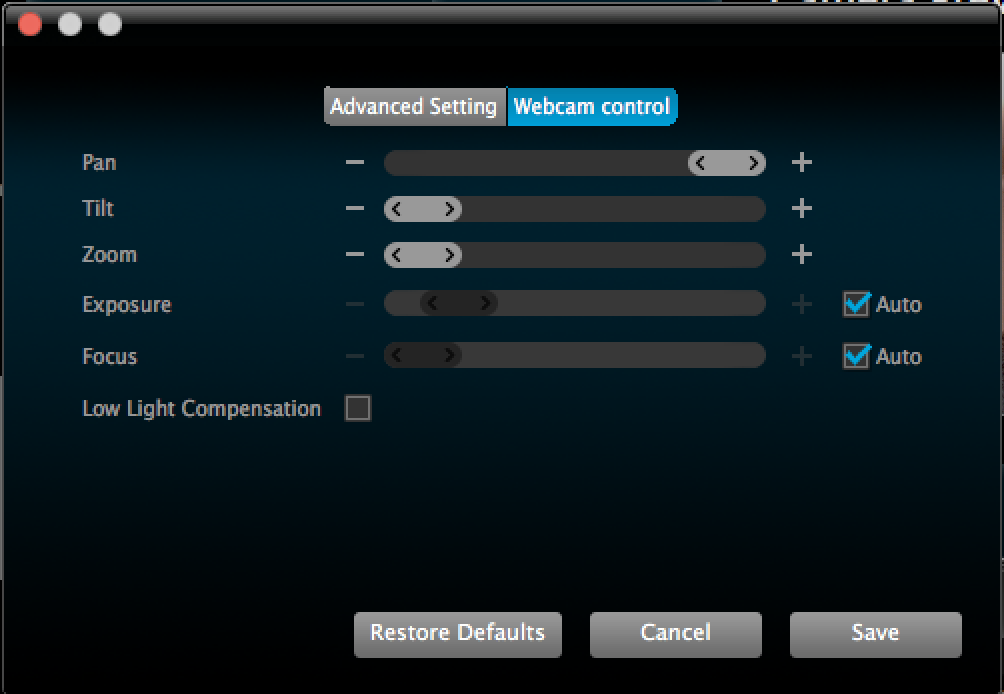 Advanced Setting Webcam control
Pan
Tilt
Zoom
Exposure Auto
Focus Auto
Low Light Compensation
Restore Defaults Cancel Save